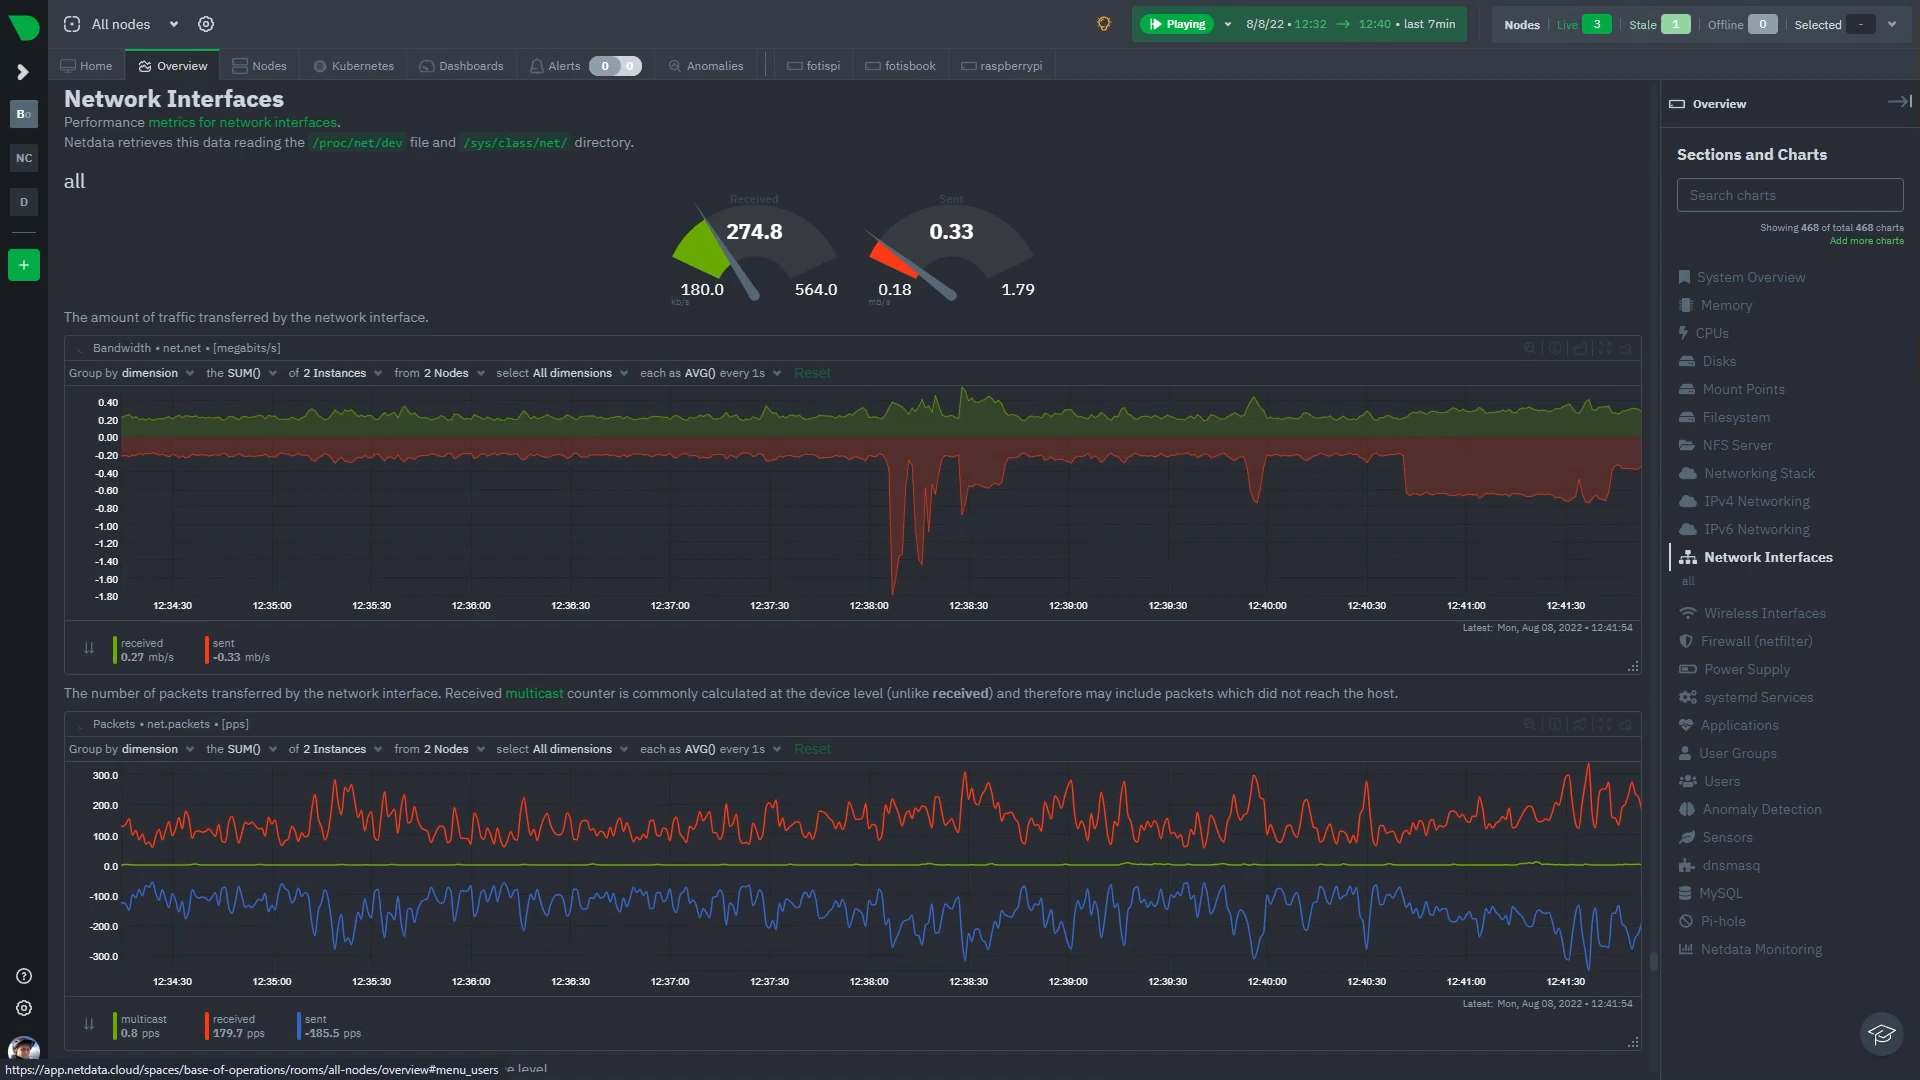 All nodes
Playing 8/8/22 • 12:32 → 12:40 • last 7min
Nodes Live 3 Stale 1 Offline 0 Selected -
Home Overview Nodes Kubernetes Dashboards Alerts 0 0 Anomalies fotispi fotisbook raspberrypi
Bo
NC
D
+
Network Interfaces
Performance metrics for network interfaces.
Netdata retrieves this data reading the /proc/net/dev file and /sys/class/net/ directory.
all
Received Sent
274.8 0.33
180.0 564.0 0.18 1.79
kb/s mb/s
The amount of traffic transferred by the network interface.
Bandwidth • net.net • [megabits/s]
Group by dimension the SUM() of 2 Instances from 2 Nodes select All dimensions each as AVG() every 1s Reset
0.40
0.20
0.00
-0.20
-0.40
-0.60
-0.80
-1.00
-1.20
-1.40
-1.60
-1.80
12:34:30 12:35:00 12:35:30 12:36:00 12:36:30 12:37:00 12:37:30 12:38:00 12:38:30 12:39:00 12:39:30 12:40:00 12:40:30 12:41:00 12:41:30
Latest: Mon, Aug 08, 2022 • 12:41:54
received sent
0.27 mb/s -0.33 mb/s
The number of packets transferred by the network interface. Received multicast counter is commonly calculated at the device level (unlike received) and therefore may include packets which did not reach the host.
Packets • net.packets • [pps]
Group by dimension the SUM() of 2 Instances from 2 Nodes select All dimensions each as AVG() every 1s Reset
300.0
200.0
100.0
0.0
-100.0
-200.0
-300.0
12:34:30 12:35:00 12:35:30 12:36:00 12:36:30 12:37:00 12:37:30 12:38:00 12:38:30 12:39:00 12:39:30 12:40:00 12:40:30 12:41:00 12:41:30
Latest: Mon, Aug 08, 2022 • 12:41:54
multicast received sent
0.8 pps 179.7 pps -185.5 pps
https://app.netdata.cloud/spaces/base-of-operations/rooms/all-nodes/overview#menu_users level
Overview
Sections and Charts
Search charts
Showing 468 of total 468 charts
Add more charts
System Overview
Memory
CPUs
Disks
Mount Points
Filesystem
NFS Server
Networking Stack
IPv4 Networking
IPv6 Networking
Network Interfaces
all
Wireless Interfaces
Firewall (netfilter)
Power Supply
systemd Services
Applications
User Groups
Users
Anomaly Detection
Sensors
dnsmasq
MySQL
Pi-hole
Netdata Monitoring